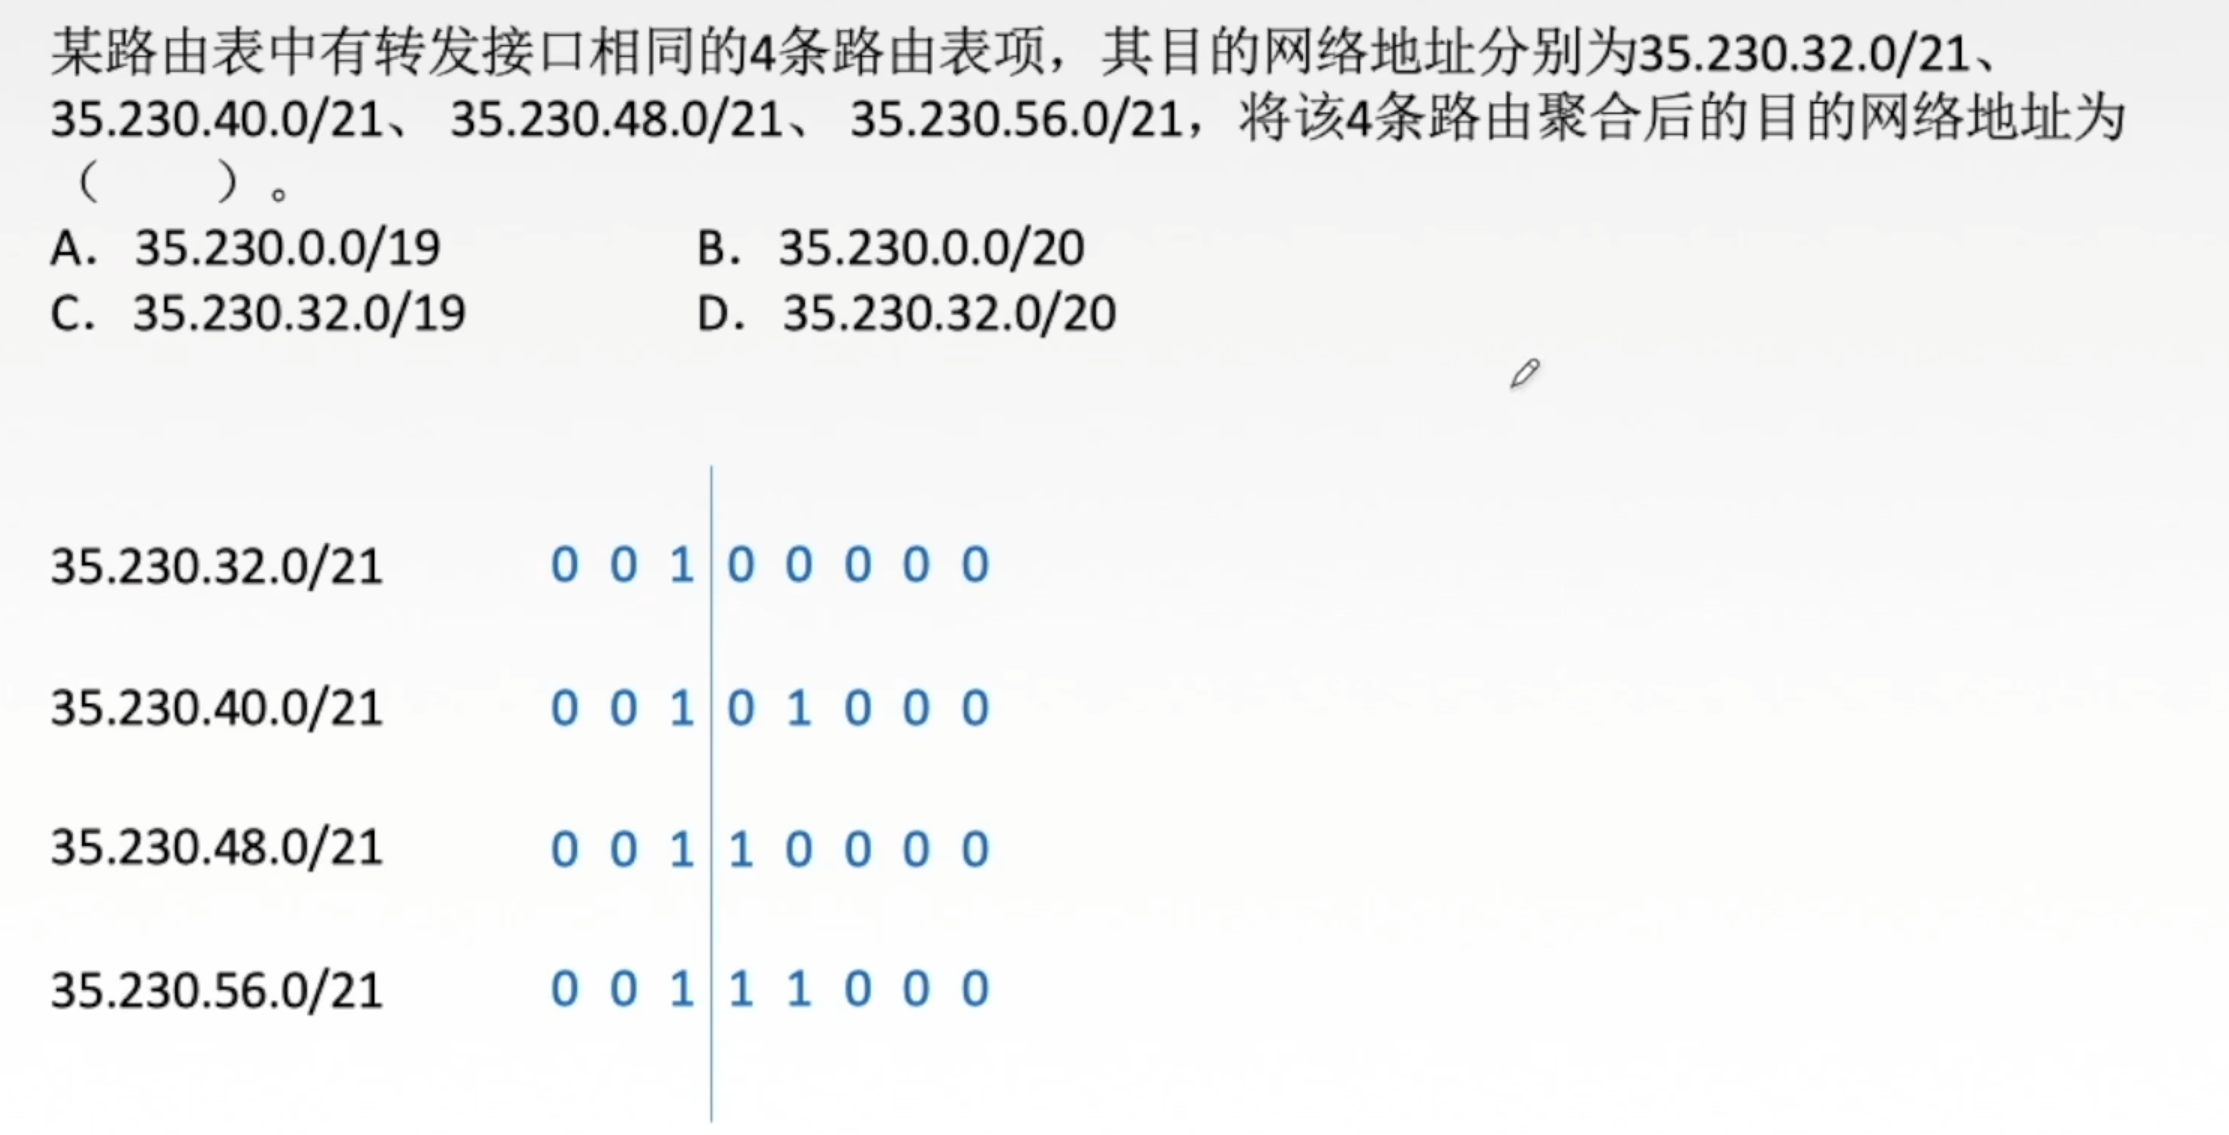 某路由表中有转发接口相同的4条路由表项，其目的网络地址分别为35.230.32.0/21、
35.230.40.0/21、 35.230.48.0/21、 35.230.56.0/21，将该4条路由聚合后的目的网络地址为
（　　）。
A. 35.230.0.0/19 B. 35.230.0.0/20
C. 35.230.32.0/19 D. 35.230.32.0/20
35.230.32.0/21 0 0 1 0 0 0 0 0
35.230.40.0/21 0 0 1 0 1 0 0 0
35.230.48.0/21 0 0 1 1 0 0 0 0
35.230.56.0/21 0 0 1 1 1 0 0 0